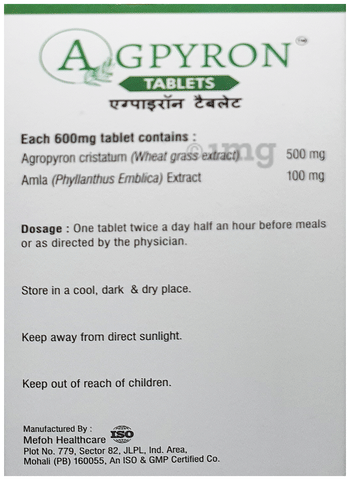 AGPYRON™
TABLETS
एग्पाइरॉन टैबलेट
Each 600mg tablet contains :
Agropyron cristatum (Wheat grass extract) 500 mg
Amla (Phyllanthus Emblica) Extract 100 mg
1mg
Dosage : One tablet twice a day half an hour before meals
or as directed by the physician.
Store in a cool, dark & dry place.
Keep away from direct sunlight.
Keep out of reach of children.
Manufactured By :
ISO
Mefoh Healthcare
Plot No. 779, Sector 82, JLPL, Ind. Area,
Mohali (PB) 160055, An ISO & GMP Certified Co.